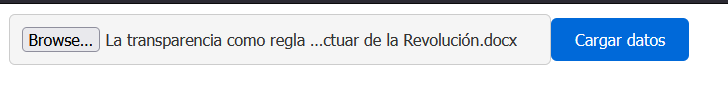 Browse... La transparencia como regla ...ctuar de la Revolución.docx Cargar datos